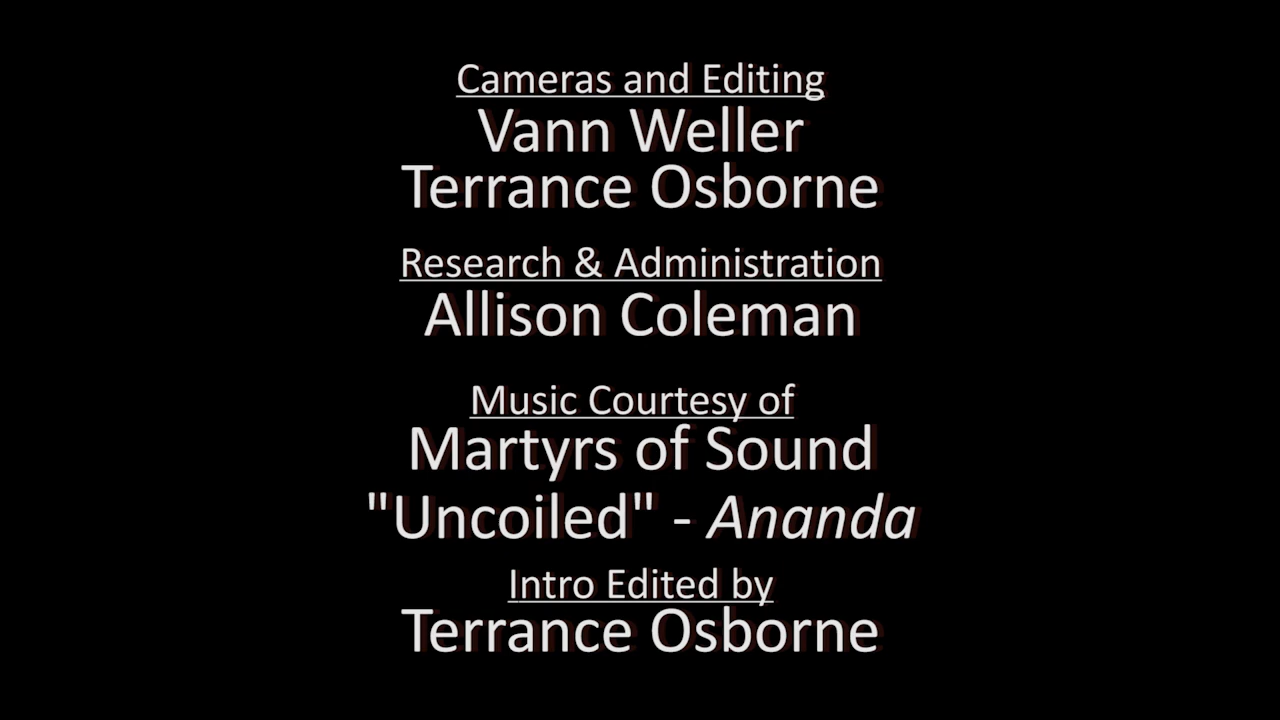 Cameras and Editing
Vann Weller
Terrance Osborne
Research & Administration
Allison Coleman
Music Courtesy of
Martyrs of Sound
"Uncoiled" - Ananda
Intro Edited by
Terrance Osborne